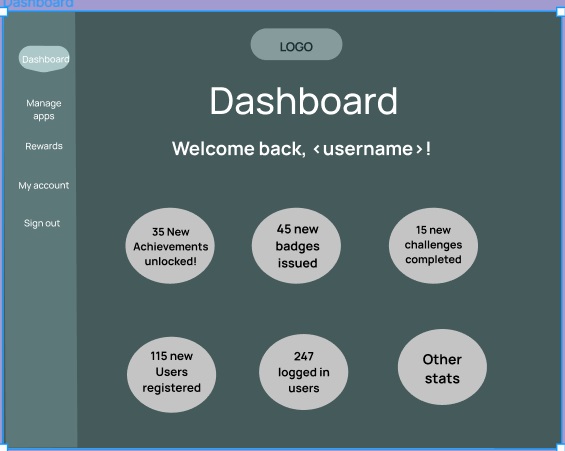 Dashboard
LOGO
Dashboard
Dashboard
Welcome back, <username>!
Manage
apps
Rewards
My account
Sign out
35 New
Achievements
unlocked!
45 new
badges
issued
15 new
challenges
completed
115 new
Users
registered
247
logged in
users
Other
stats